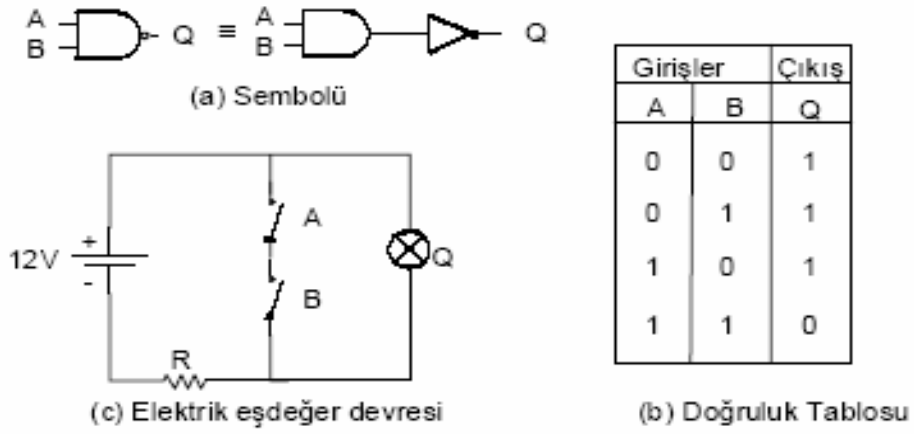 A
B
Q
≡
A
B
Q
(a) Sembolü
Girişler Çıkış
A B Q
0 0 1
0 1 1
1 0 1
1 1 0
(b) Doğruluk Tablosu
12V
+
-
A
B
Q
R
(c) Elektrik eşdeğer devresi